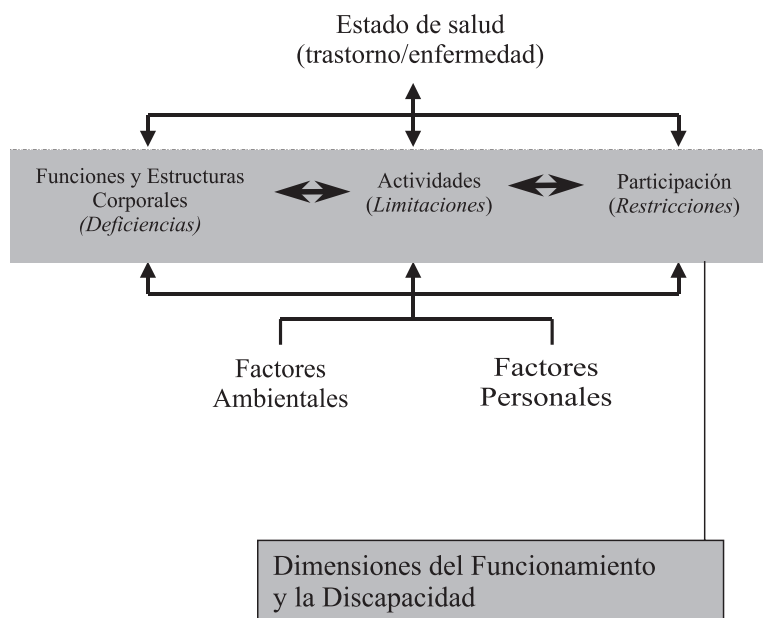 Estado de salud
(trastorno/enfermedad)
Funciones y Estructuras
Corporales
(Deficiencias)
Actividades
(Limitaciones)
Participación
(Restricciones)
Factores
Ambientales
Factores
Personales
Dimensiones del Funcionamiento
y la Discapacidad